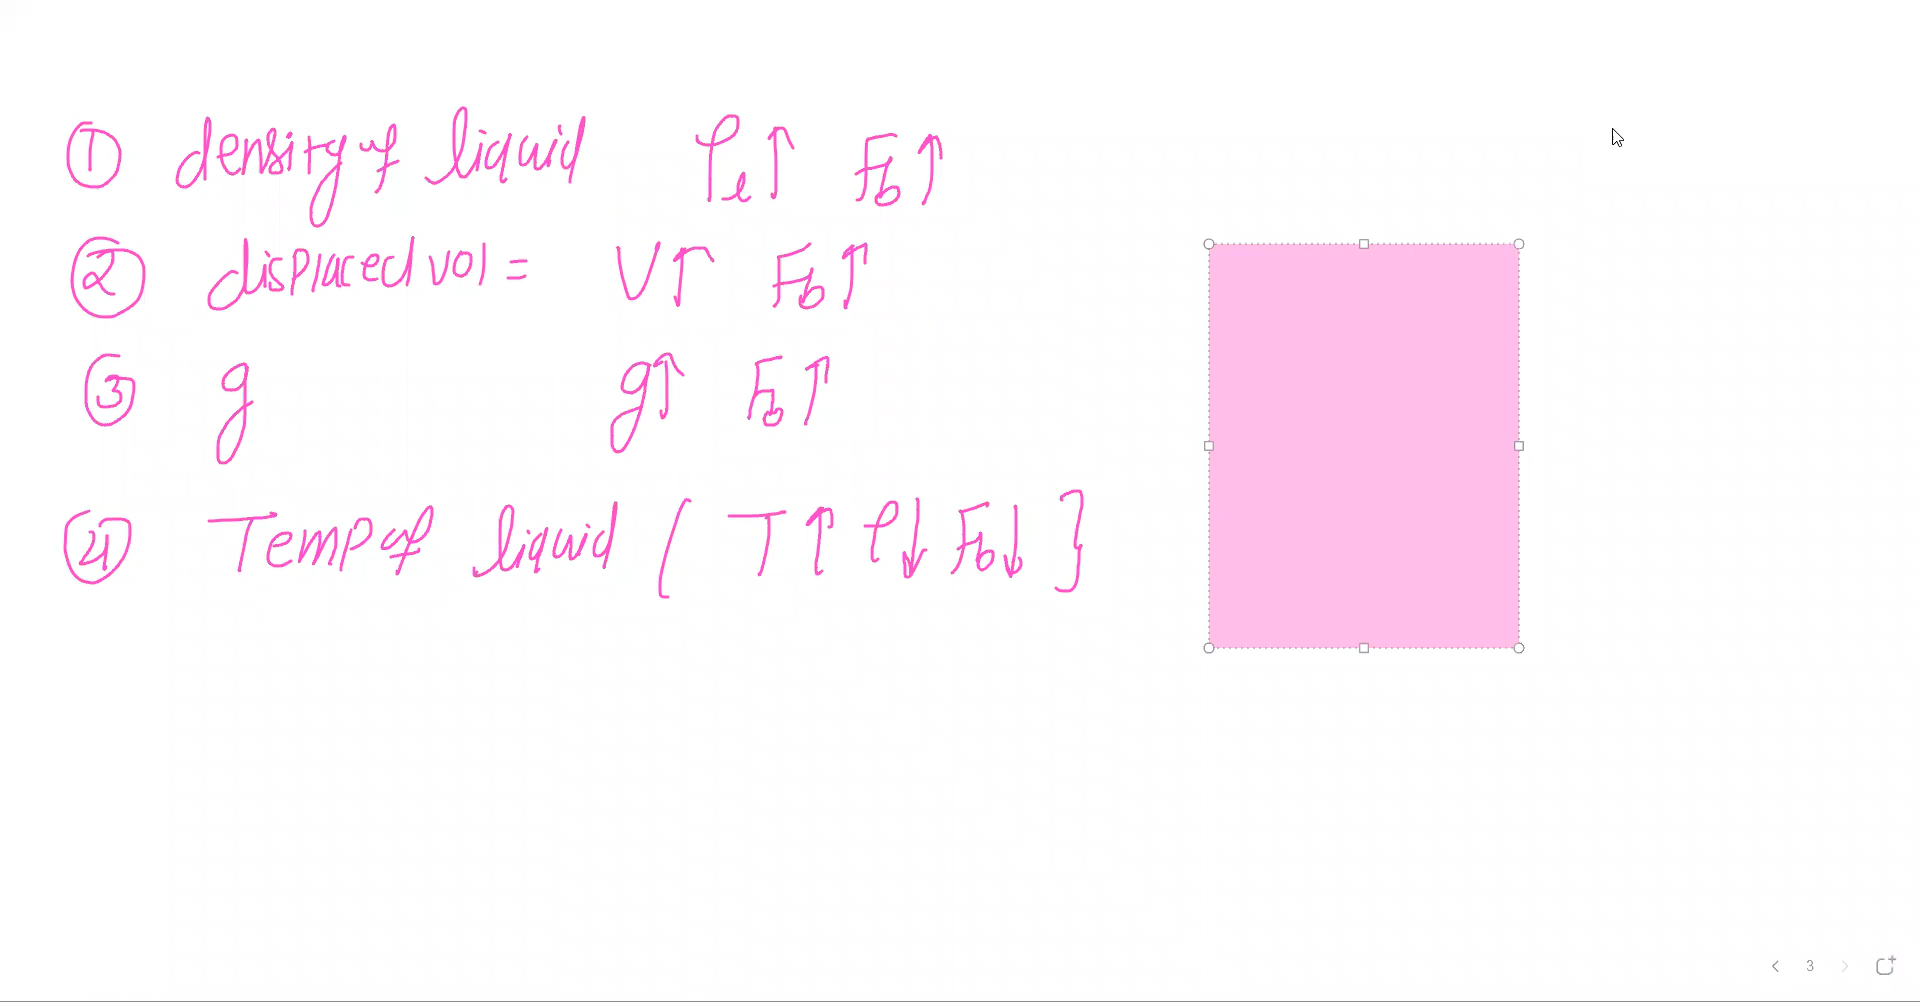 ① density of liquid ρₗ↑ Fb↑
② displaced vol = V↑ Fb↑
③ g g↑ Fb↑
④ Temp of liquid ( T↑ ρ↓ Fb↓ }
3